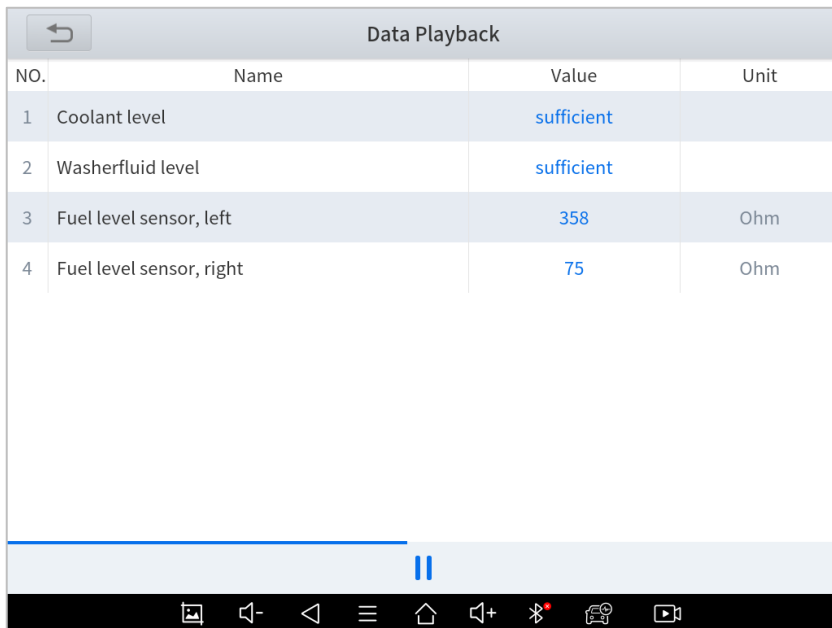 Data Playback
NO. Name Value Unit
1 Coolant level sufficient
2 Washerfluid level sufficient
3 Fuel level sensor, left 358 Ohm
4 Fuel level sensor, right 75 Ohm